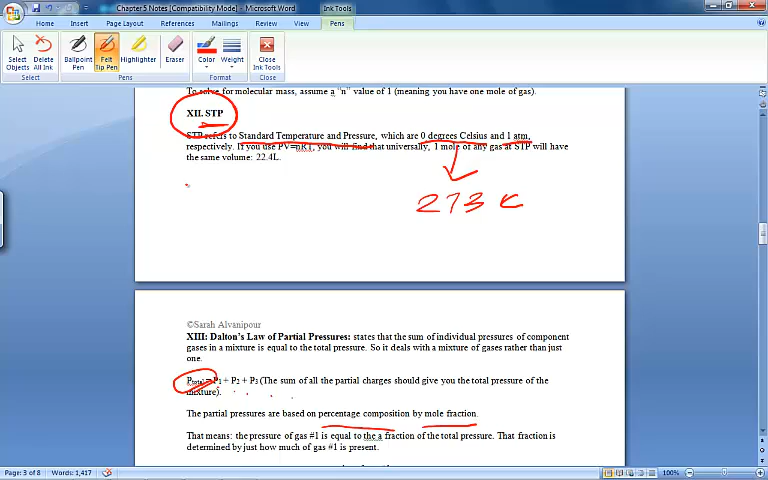 Chapter 5 Notes [Compatibility Mode] - Microsoft Word
Ink Tools
Home Insert Page Layout References Mailings Review View Pens
Select Objects
Delete All Ink
Ballpoint Pen
Felt Tip Pen
Highlighter
Eraser
Color
Weight
Close Ink Tools
Select Pens Format Close
To solve for molecular mass, assume a "n" value of 1 (meaning you have one mole of gas).
XII. STP
STP refers to Standard Temperature and Pressure, which are 0 degrees Celsius and 1 atm,
respectively. If you use PV=nRT, you will find that universally, 1 mole of any gas at STP will have
the same volume: 22.4L.
273 K
©Sarah Alvanipour
XIII: Dalton's Law of Partial Pressures: states that the sum of individual pressures of component
gases in a mixture is equal to the total pressure. So it deals with a mixture of gases rather than just
one.
Ptotal=P1 + P2 + P3 (The sum of all the partial charges should give you the total pressure of the
mixture).
The partial pressures are based on percentage composition by mole fraction.
That means: the pressure of gas #1 is equal to the a fraction of the total pressure. That fraction is
determined by just how much of gas #1 is present.
Page: 3 of 8 Words: 1,417
100%